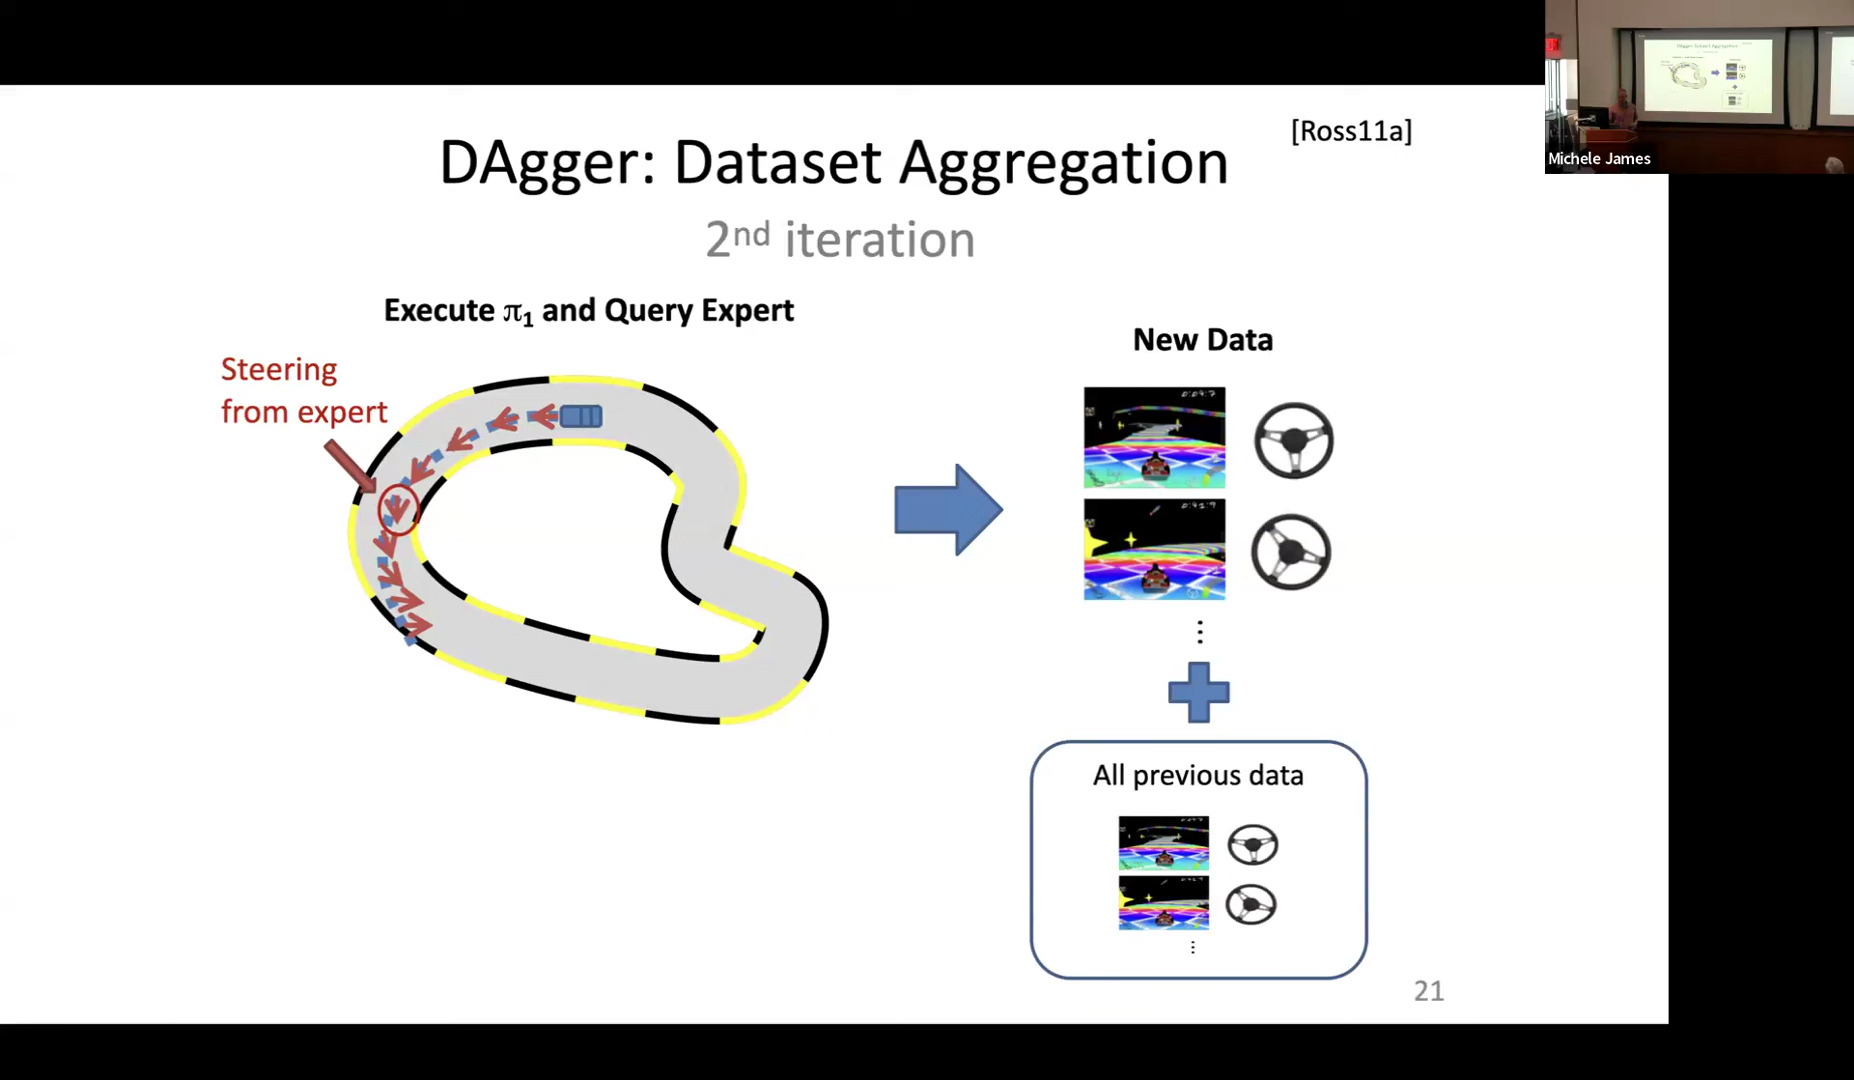 [Ross11a]
DAgger: Dataset Aggregation
2nd iteration
Execute π1 and Query Expert
Steering
from expert
New Data
All previous data
21
Michele James